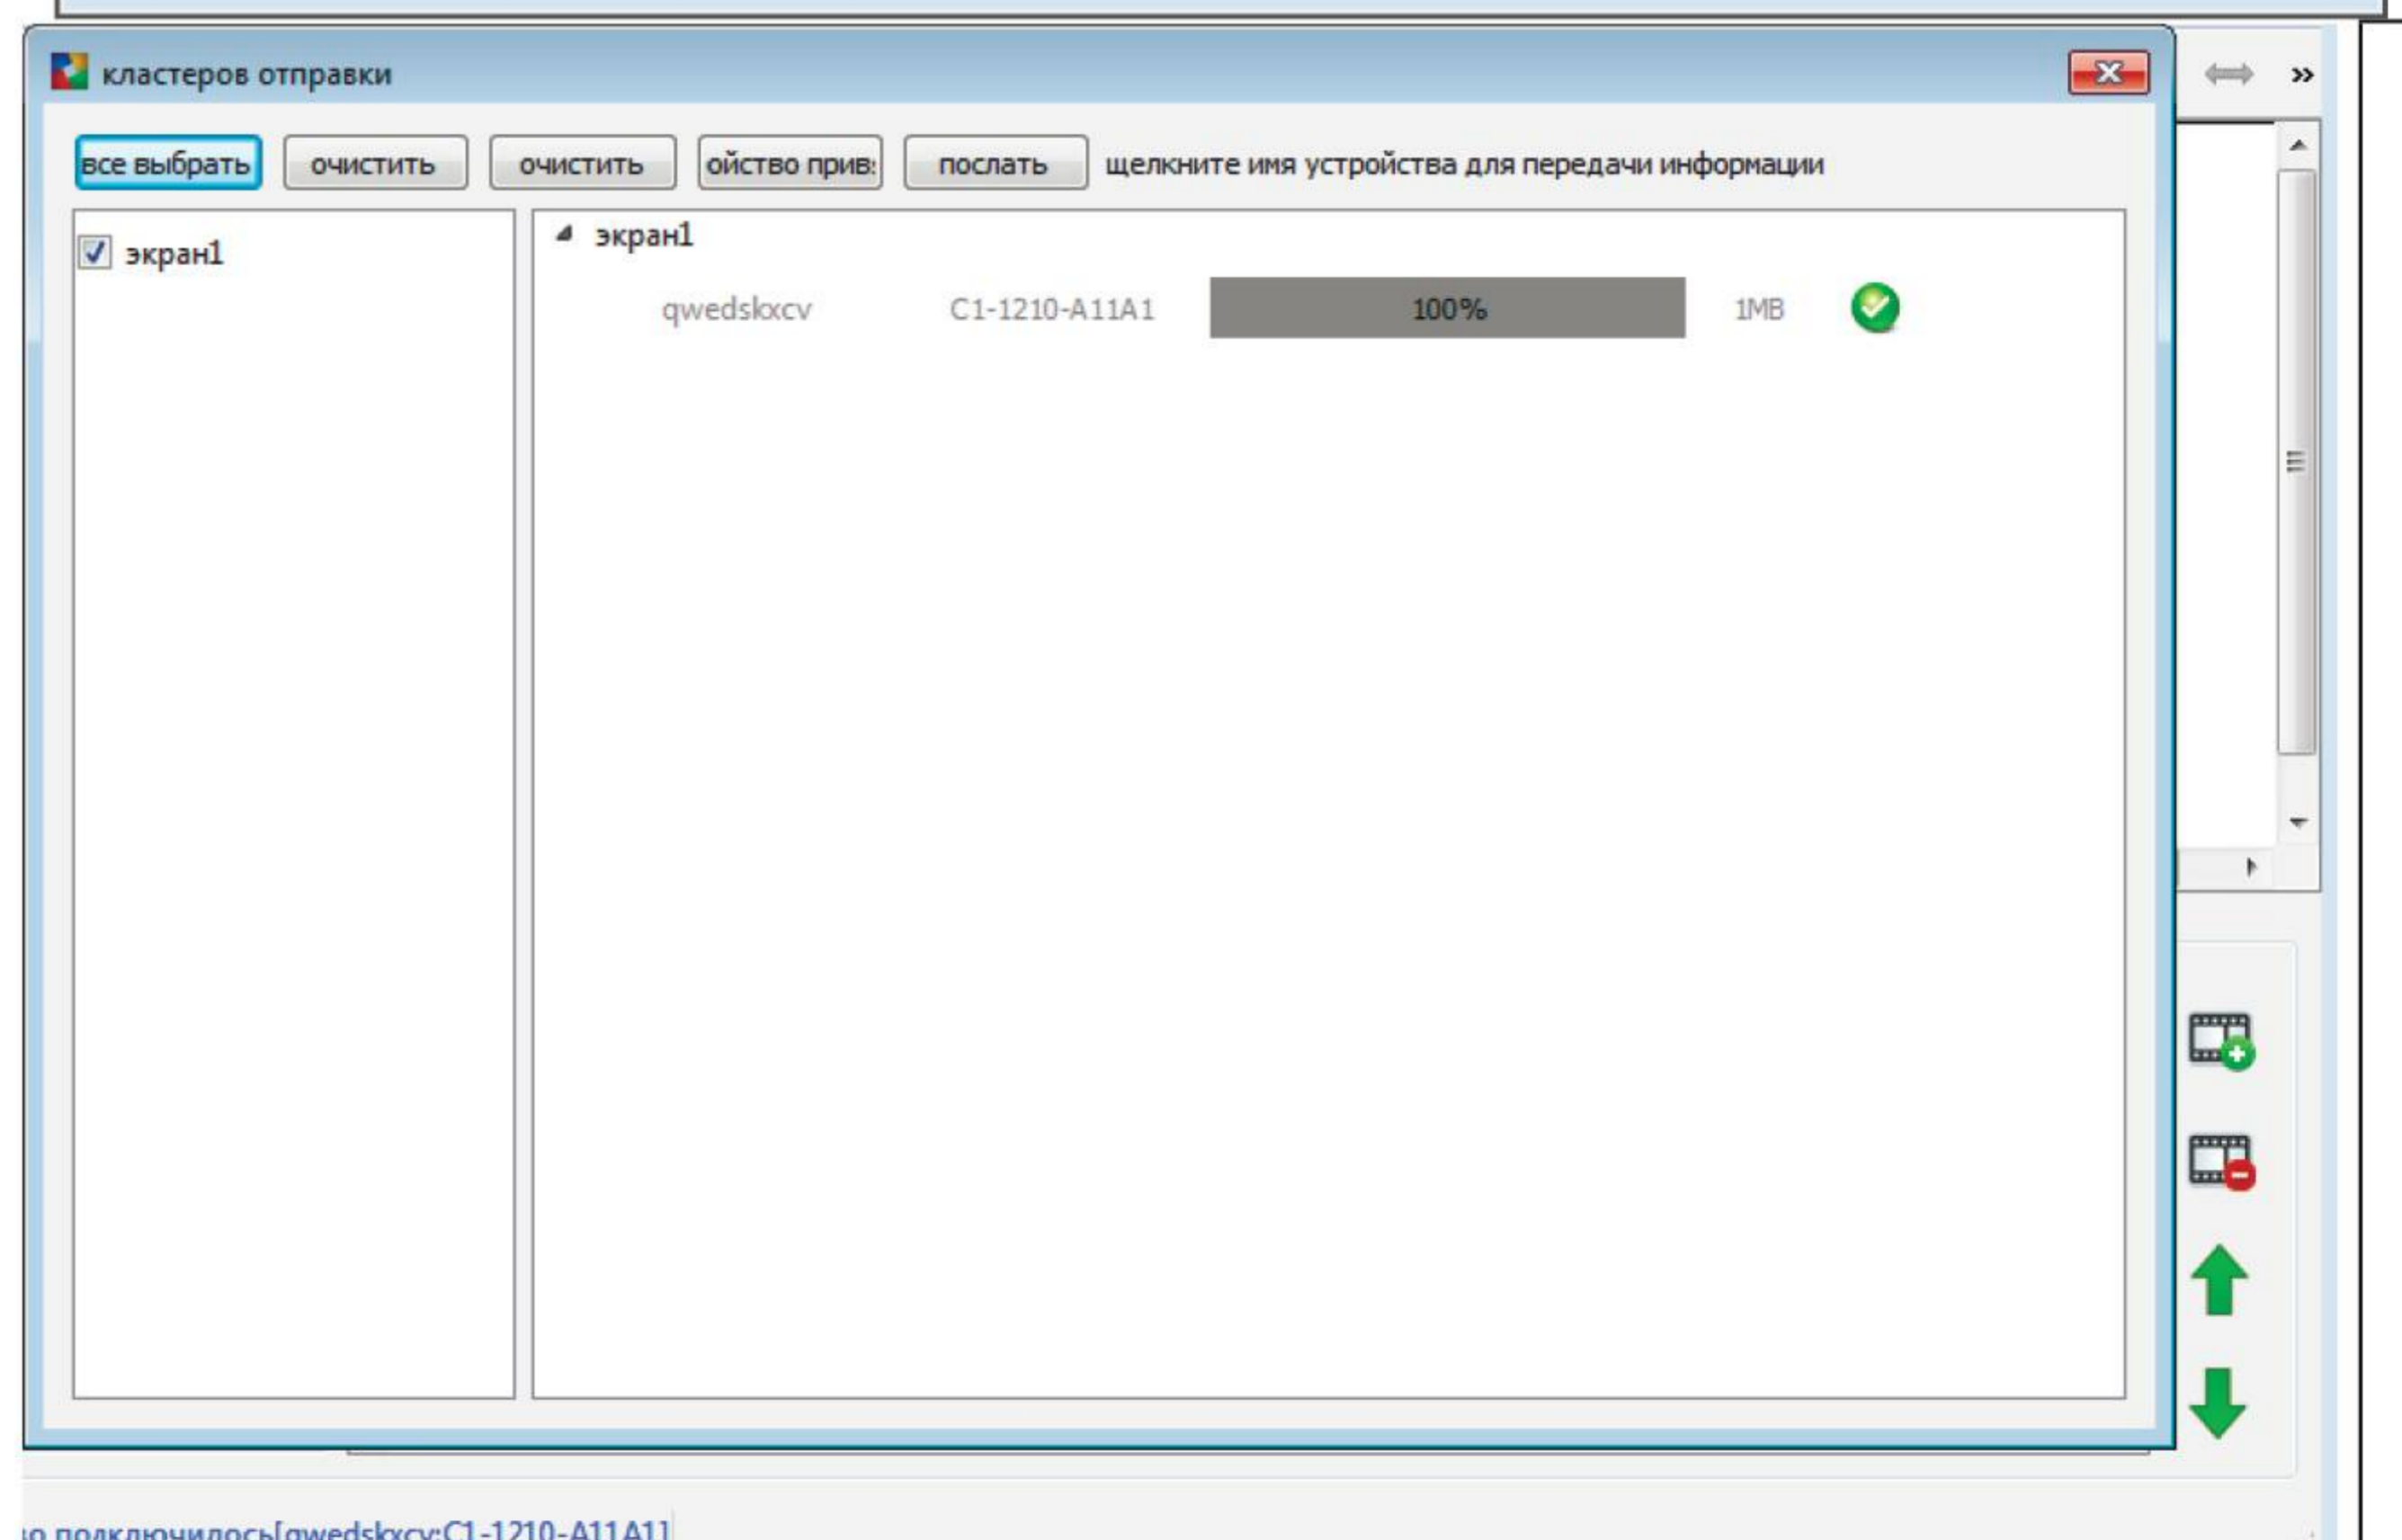 кластеров отправки
»
все выбрать очистить очистить ойство прив послать щелкните имя устройства для передачи информации
экран1
экран1
qwedskxcv C1-1210-A11A1 100% 1MB
подключилось[qwedskxcv:C1-1210-A11A1]